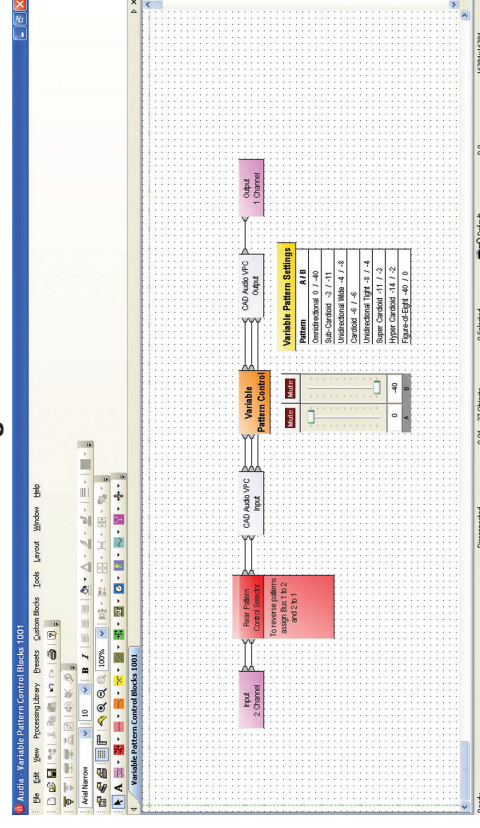 Audia - Variable Pattern Control Blocks 1001
File Edit View Processing Library Presets Custom Blocks Tools Layout Window Help
Arial Narrow 10 B I
100%
A
Variable Pattern Control Blocks 1001
Input
2 Channel
Rear Pattern
Control Selector
To reverse patterns
assign Bus 1 to 2
and 2 to 1
CAD Audio VPC
Input
Variable
Pattern Control
Mute Mute
0 -40
A B
CAD Audio VPC
Output
Output
1 Channel
Variable Pattern Settings
Pattern A / B
Omnidirectional 0 / -40
Sub-Cardioid -3 / -11
Unidirectional Wide -4 / -8
Cardioid -6 / -6
Unidirectional Tight -8 / -4
Super Cardioid -11 / -3
Hyper Cardioid -14 / -2
Figure-of-Eight -40 / 0